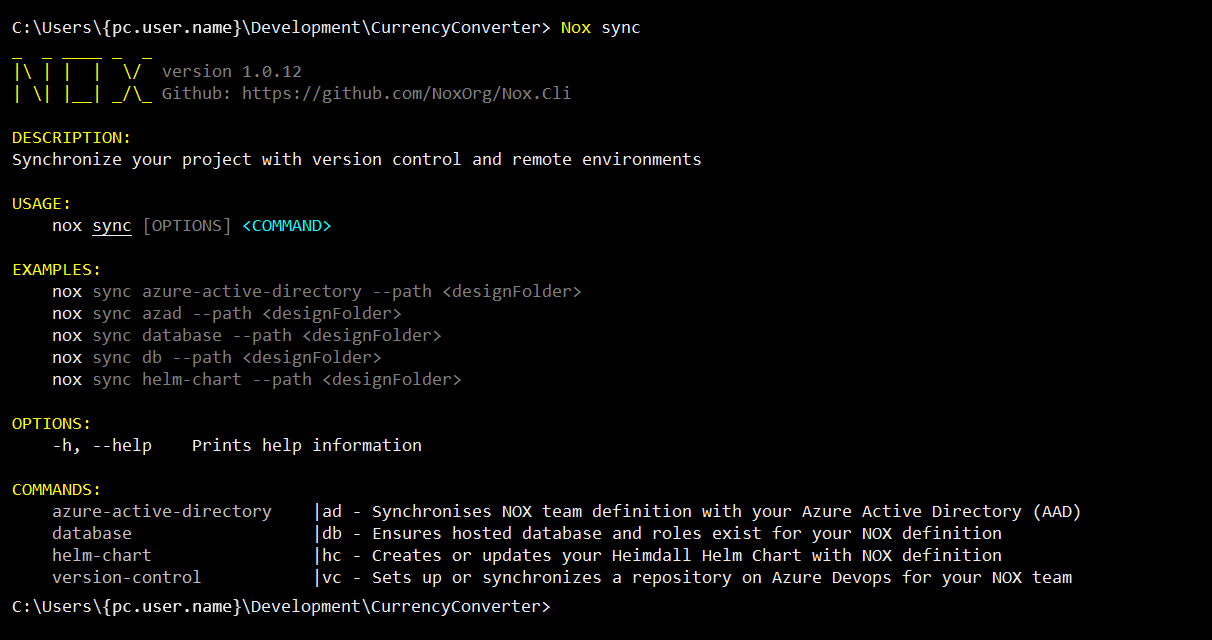 C:\Users\{pc.user.name}\Development\CurrencyConverter> Nox sync
NOX version 1.0.12
Github: https://github.com/NoxOrg/Nox.Cli
DESCRIPTION:
Synchronize your project with version control and remote environments
USAGE:
nox sync [OPTIONS] <COMMAND>
EXAMPLES:
nox sync azure-active-directory --path <designFolder>
nox sync azad --path <designFolder>
nox sync database --path <designFolder>
nox sync db --path <designFolder>
nox sync helm-chart --path <designFolder>
OPTIONS:
-h, --help    Prints help information
COMMANDS:
azure-active-directory    |ad - Synchronises NOX team definition with your Azure Active Directory (AAD)
database                  |db - Ensures hosted database and roles exist for your NOX definition
helm-chart                |hc - Creates or updates your Heimdall Helm Chart with NOX definition
version-control           |vc - Sets up or synchronizes a repository on Azure Devops for your NOX team
C:\Users\{pc.user.name}\Development\CurrencyConverter>